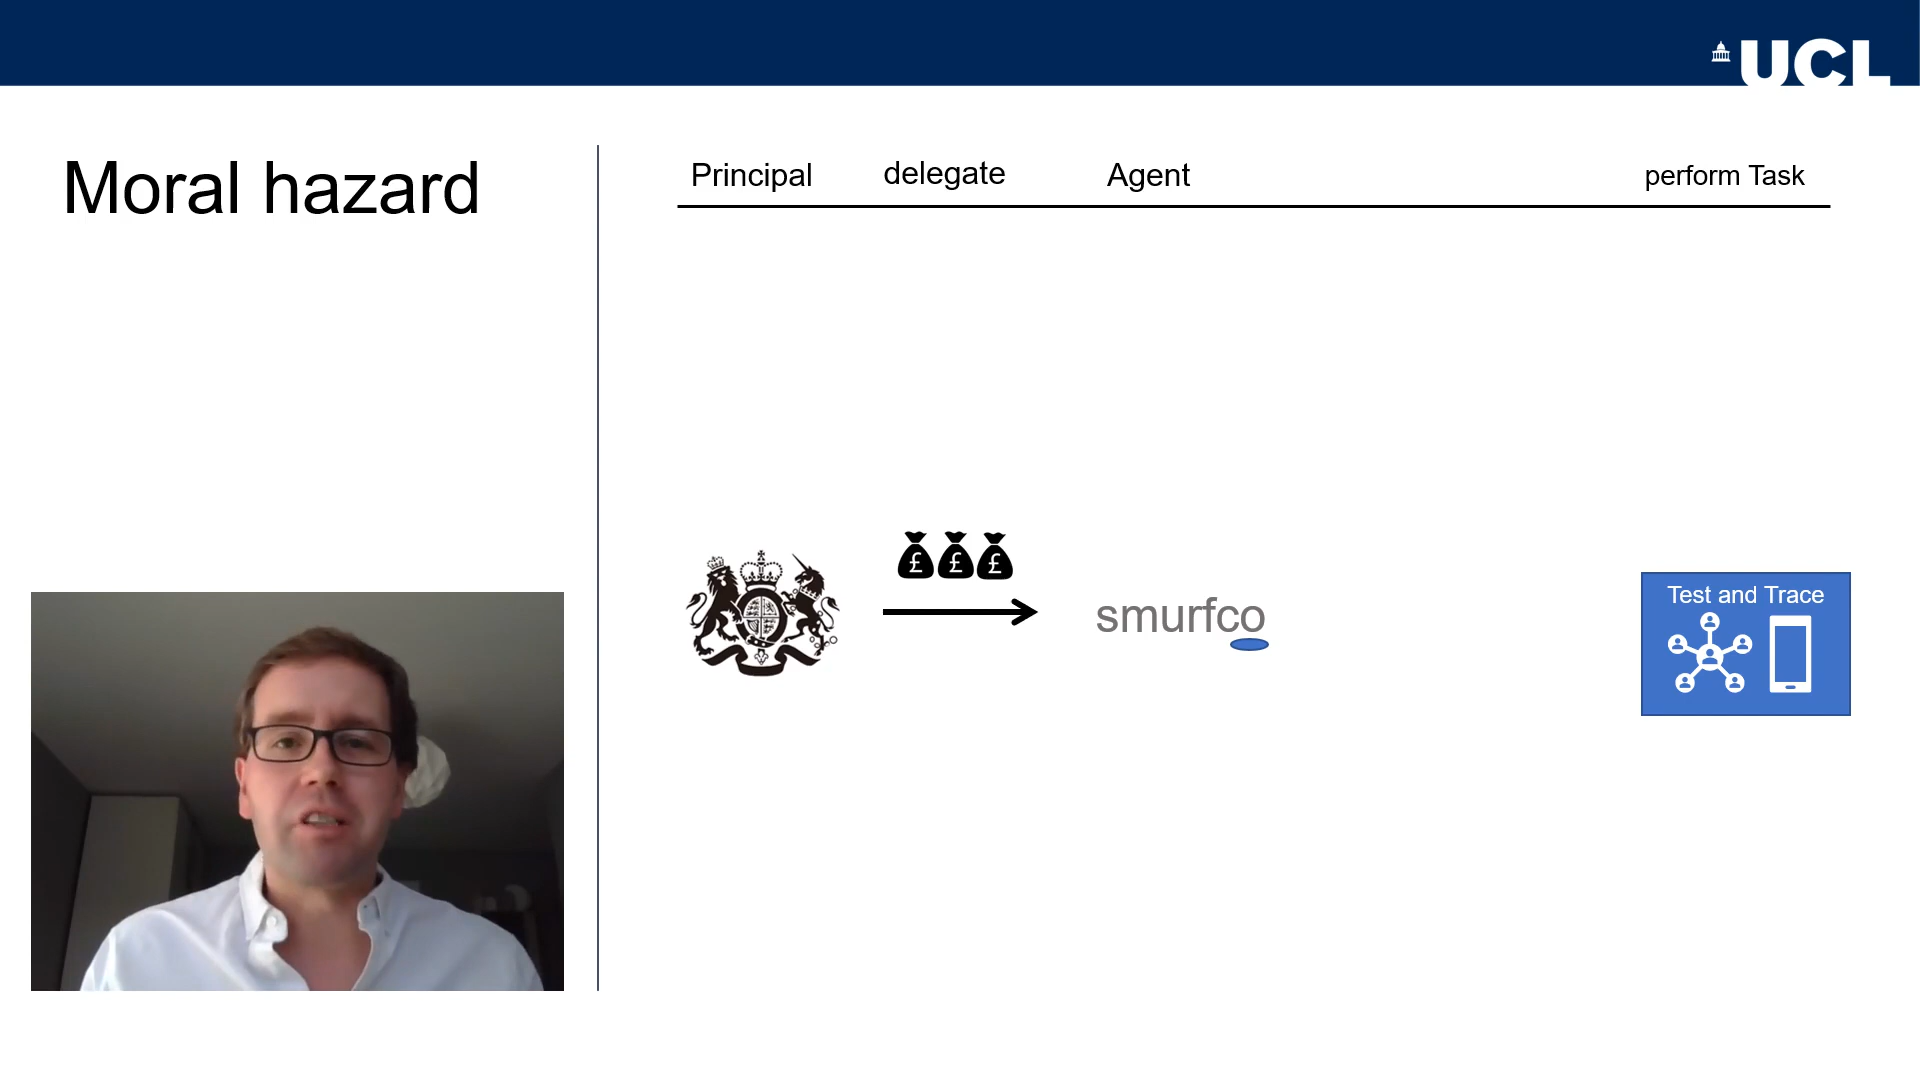 UCL
Moral hazard
Principal delegate Agent perform Task
£ £ £
smurfco
Test and Trace